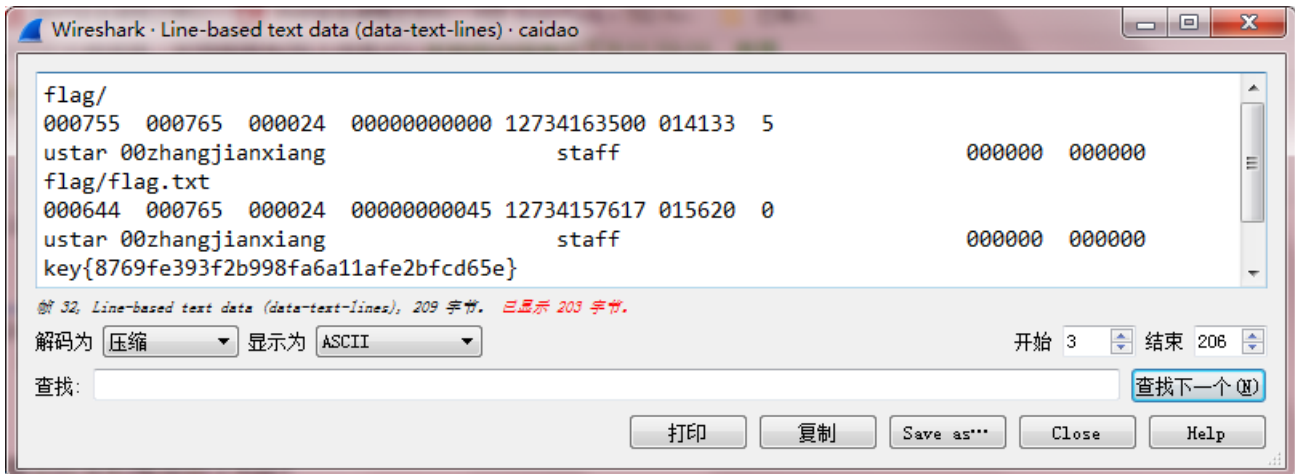 Wireshark · Line-based text data (data-text-lines) · caidao
flag/
000755 000765 000024 00000000000 12734163500 014133 5
ustar 00zhangjianxiang staff 000000 000000
flag/flag.txt
000644 000765 000024 00000000045 12734157617 015620 0
ustar 00zhangjianxiang staff 000000 000000
key{8769fe393f2b998fa6a11afe2bfcd65e}
帧 32, Line-based text data (data-text-lines), 209 字节. 已显示 203 字节.
解码为 压缩 显示为 ASCII 开始 3 结束 206
查找: 查找下一个(N)
打印 复制 Save as… Close Help